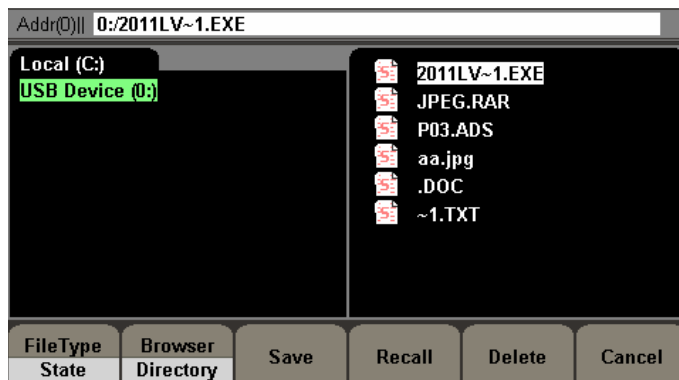 Addr(0)|| 0:/2011LV~1.EXE
Local (C:)
USB Device (0:)
2011LV~1.EXE
JPEG.RAR
P03.ADS
aa.jpg
.DOC
~1.TXT
FileType
State
Browser
Directory
Save
Recall
Delete
Cancel